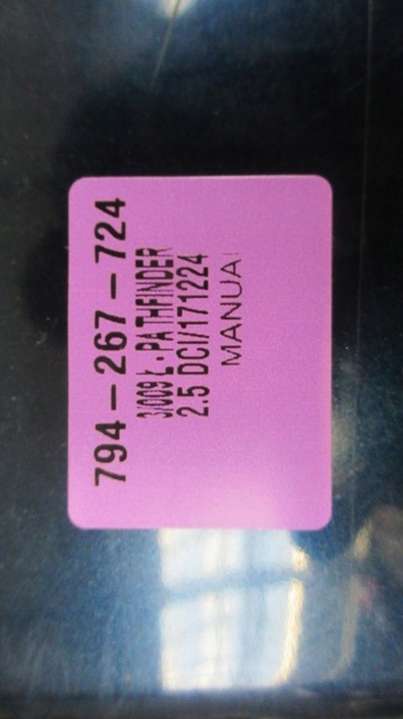 794-267-724
PATHFINDER
2.5 DCI/171224
MANUAL